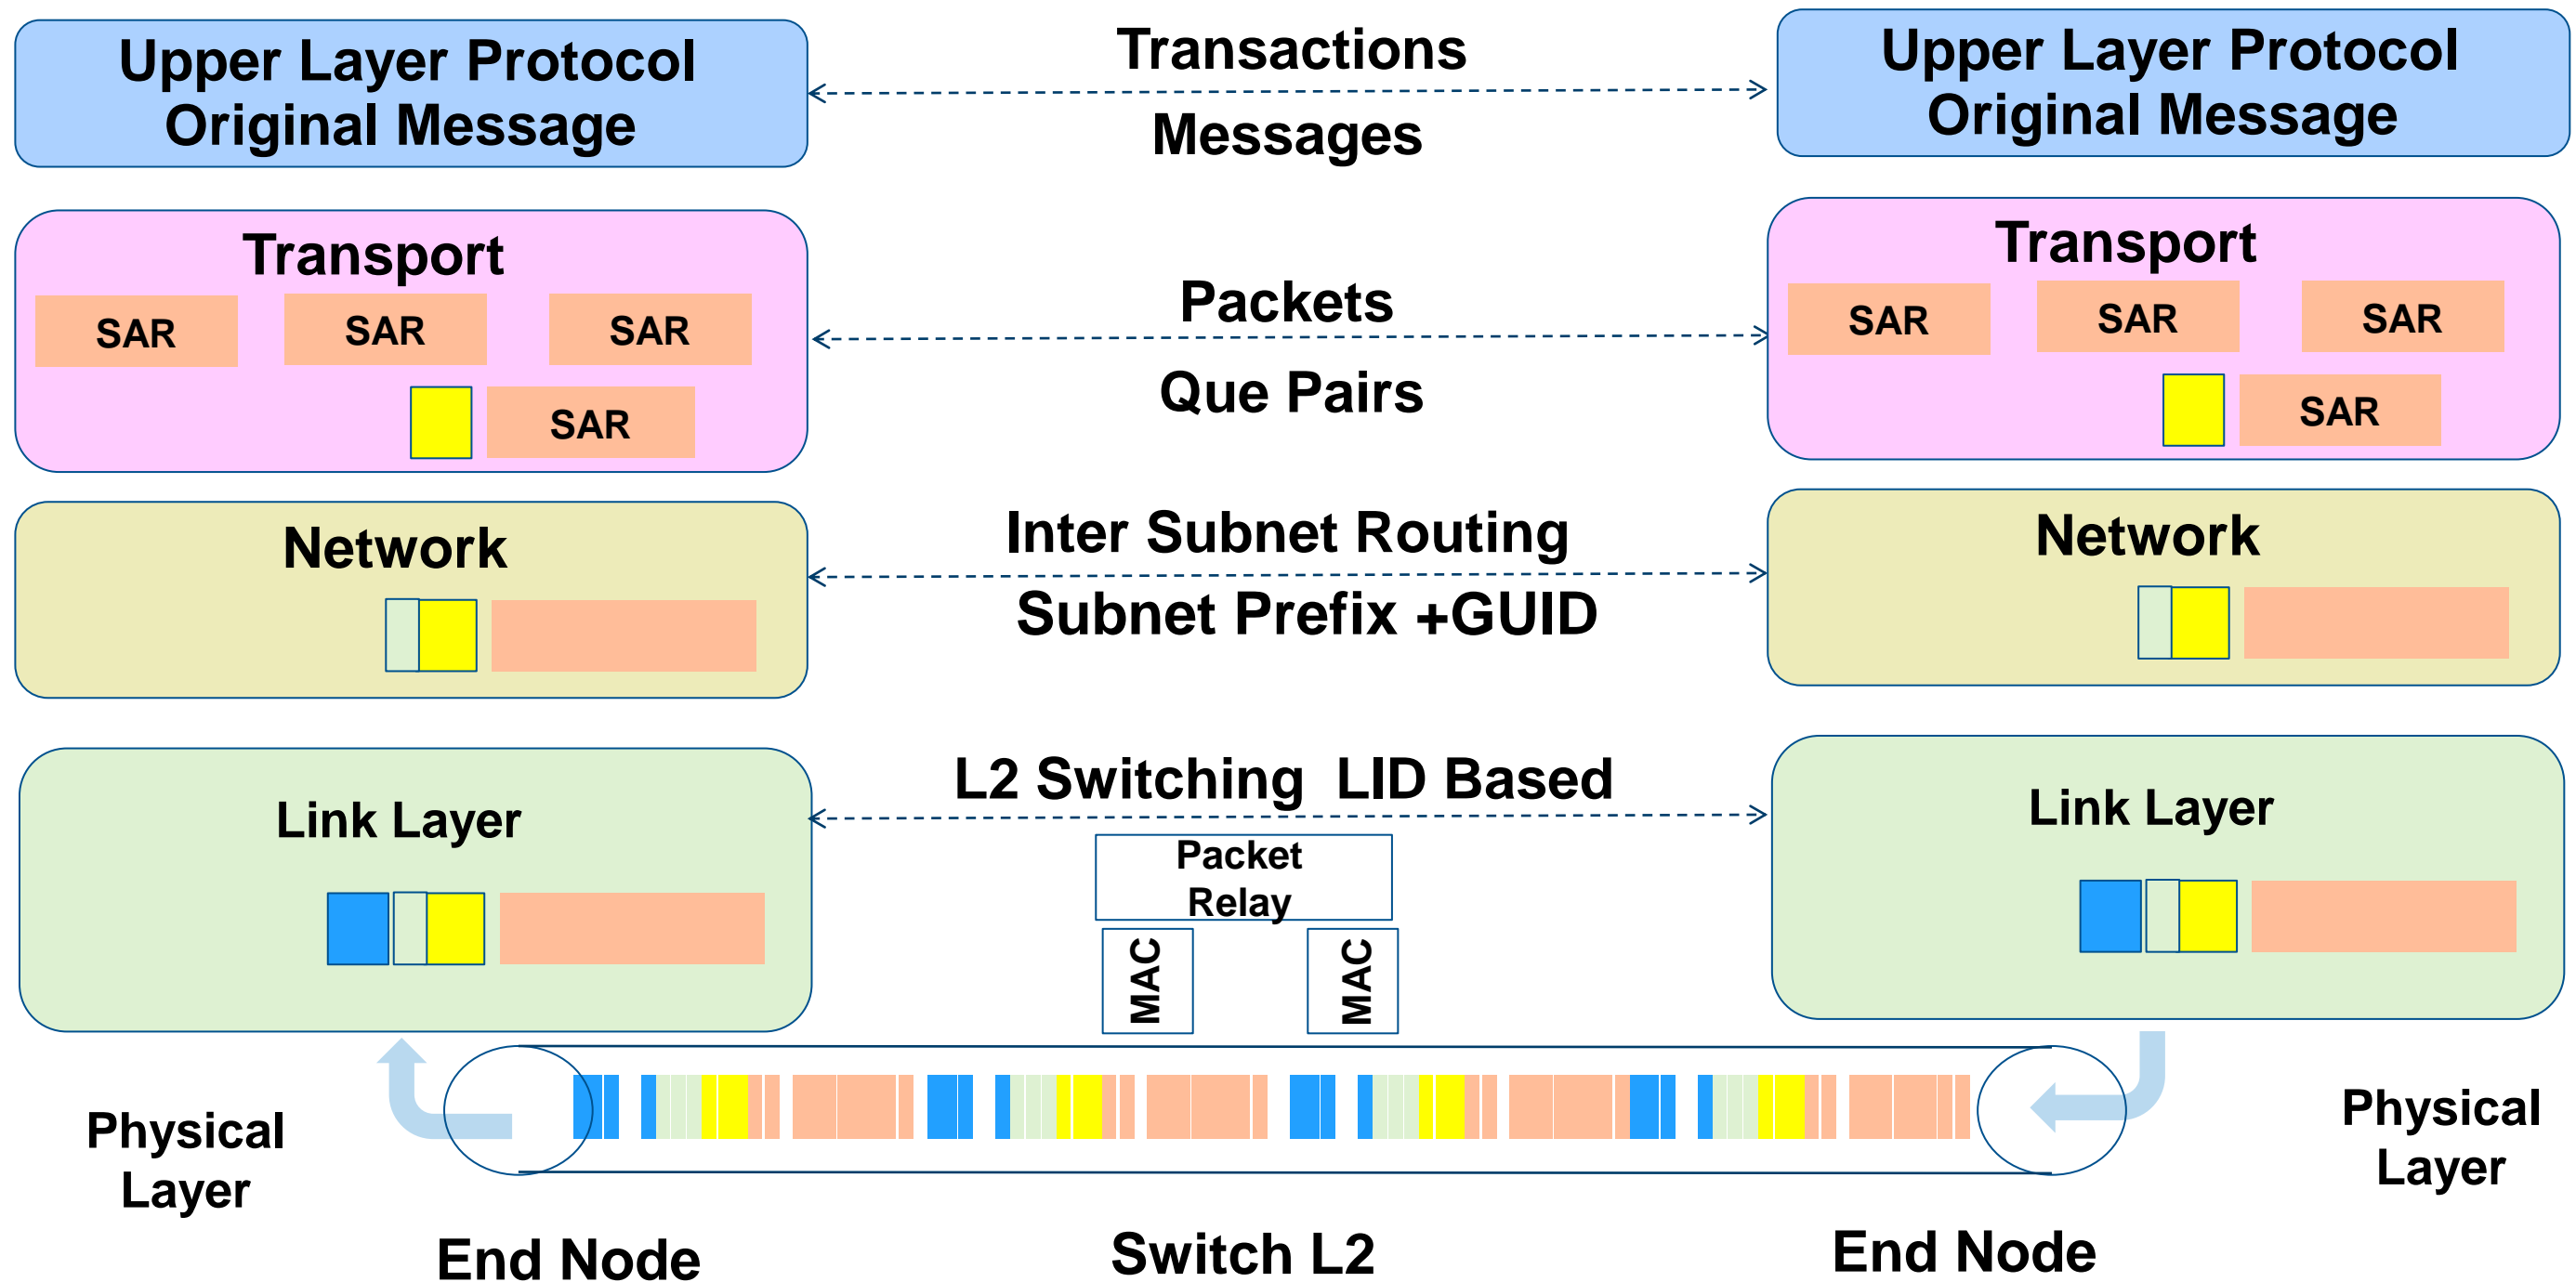 Upper Layer Protocol
Original Message
Transactions
Messages
Upper Layer Protocol
Original Message
Transport
SAR
SAR
SAR
SAR
Packets
Que Pairs
Transport
SAR
SAR
SAR
SAR
Network
Inter Subnet Routing
Subnet Prefix +GUID
Network
Link Layer
L2 Switching  LID Based
Packet
Relay
MAC
MAC
Link Layer
Physical
Layer
Physical
Layer
End Node
Switch L2
End Node